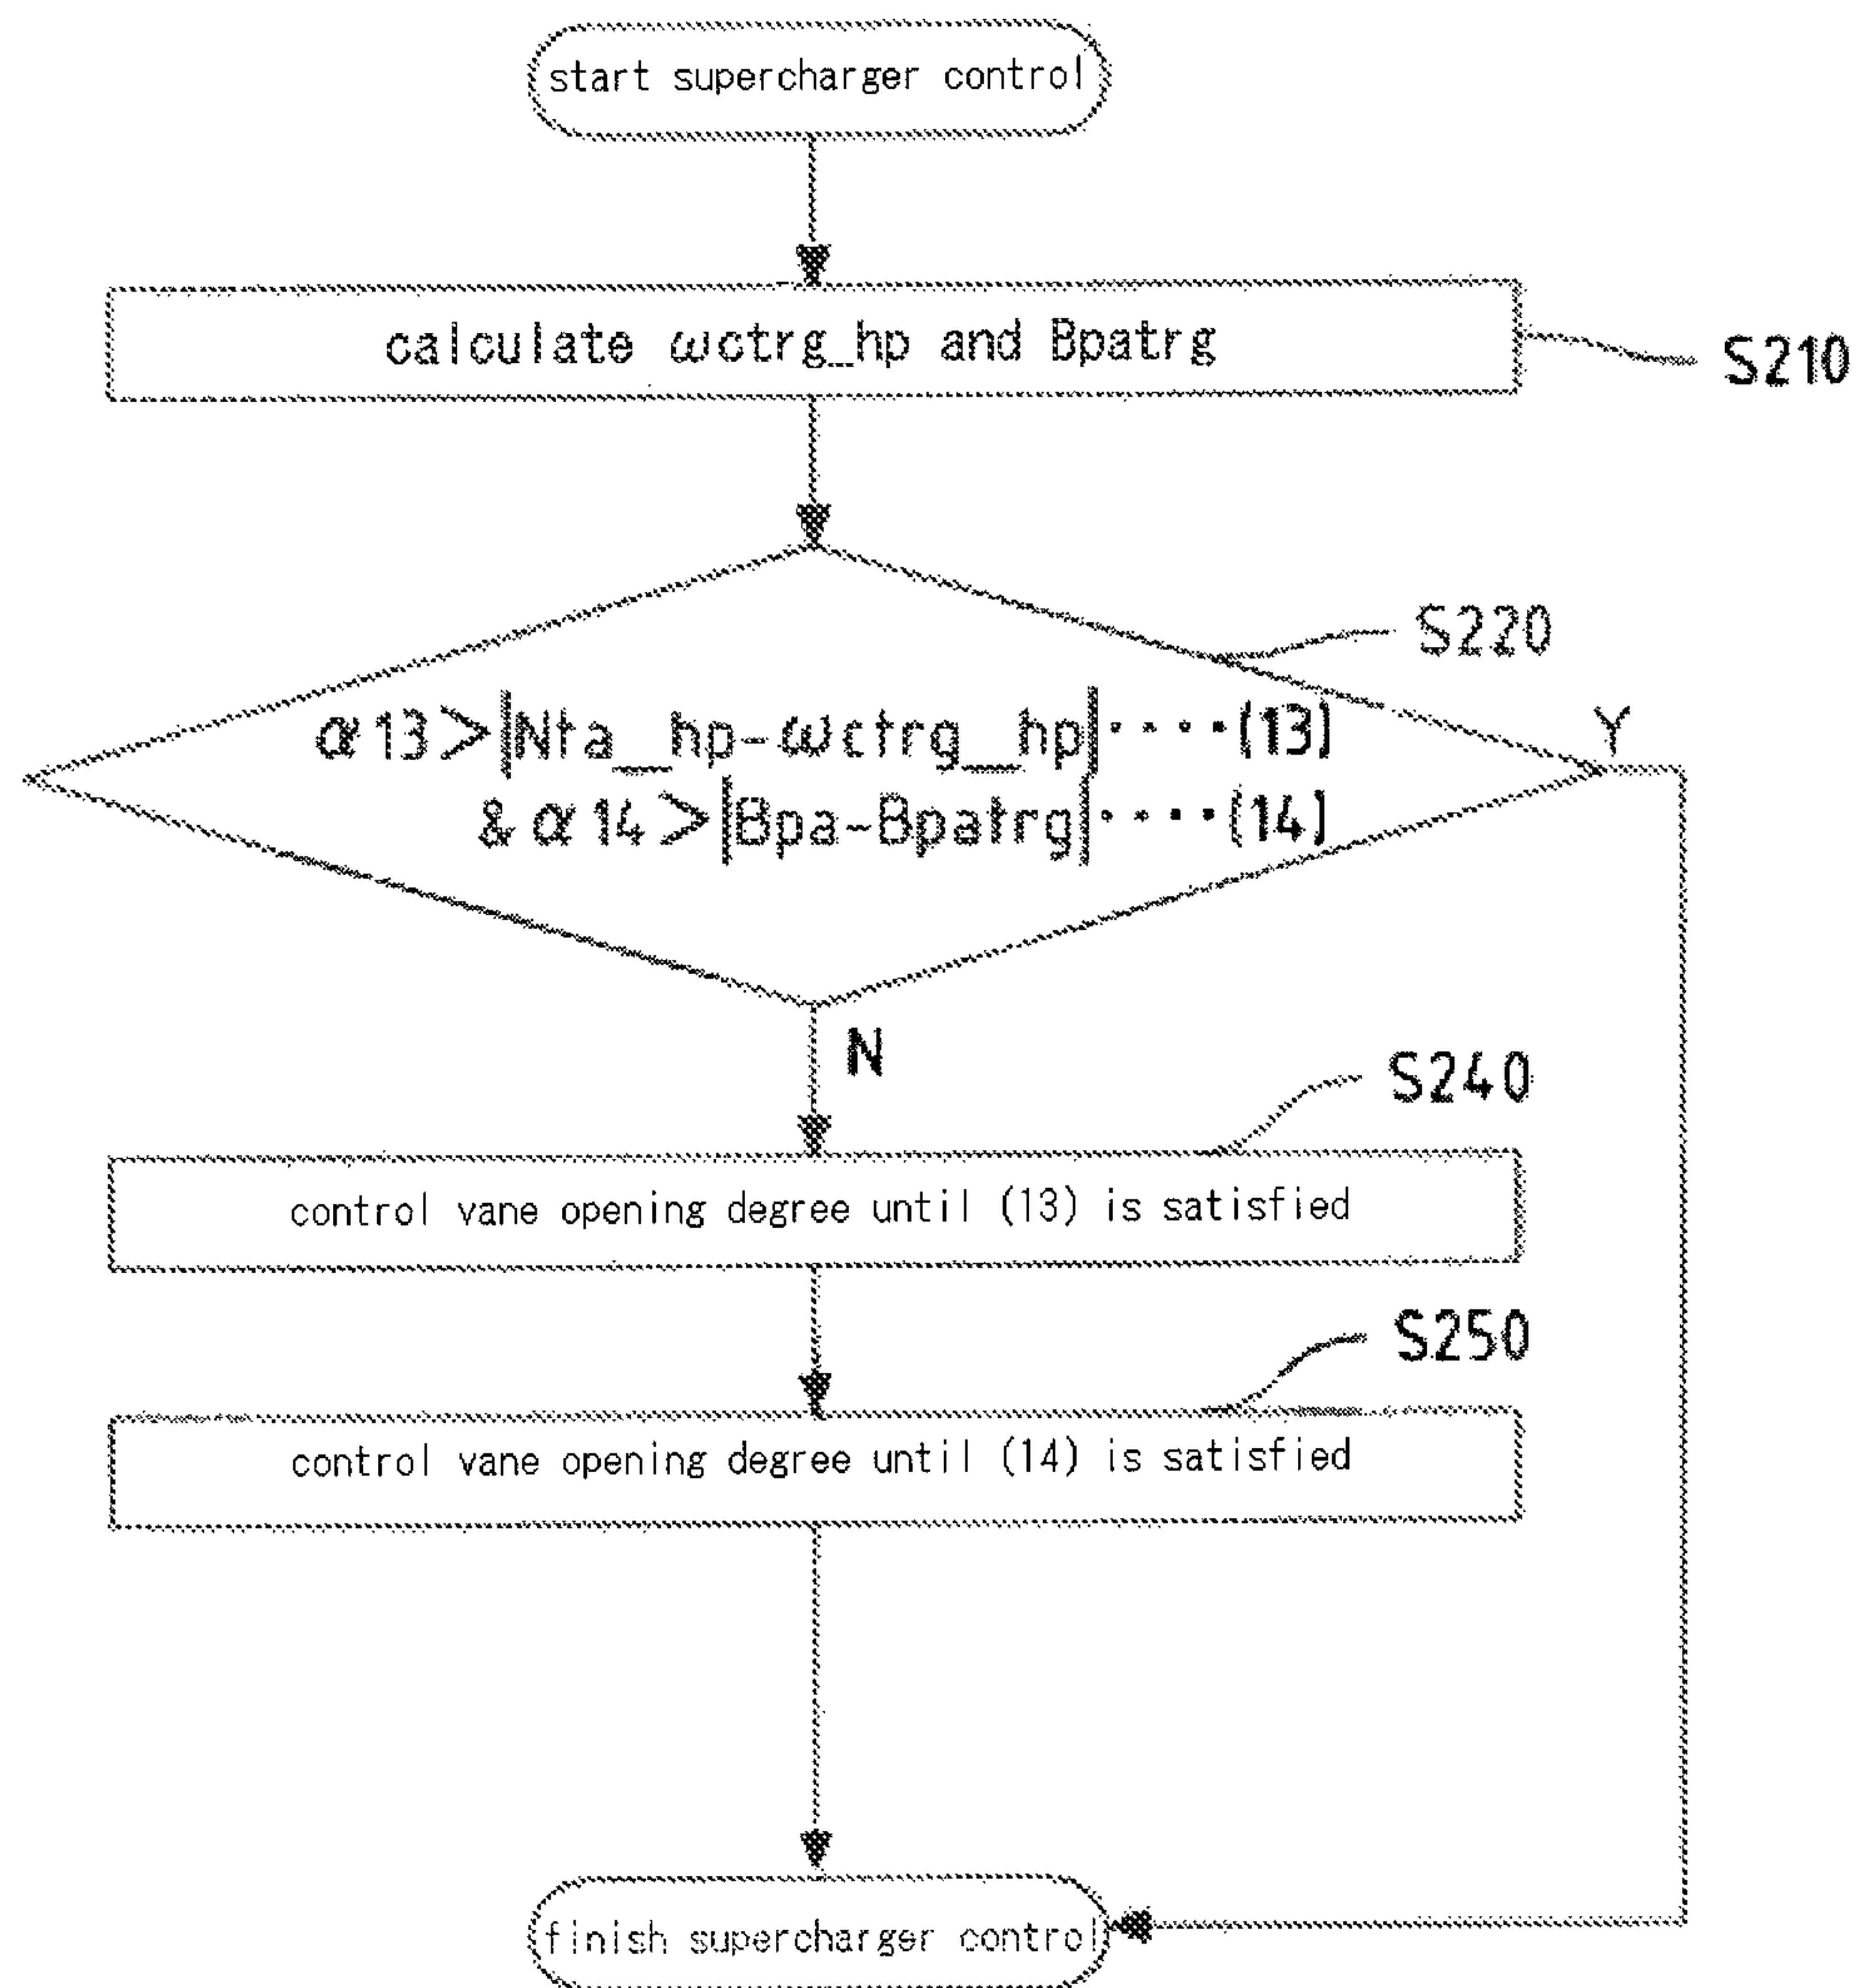 start supercharger control
calculate ωctrg_hp and Bpatrg
S210
S220
α13>|Nta_hp-ωctrg_hp|····(13)
& α14>|Bpa-Bpatrg|····(14)
Y
N
S240
control vane opening degree until (13) is satisfied
S250
control vane opening degree until (14) is satisfied
finish supercharger control